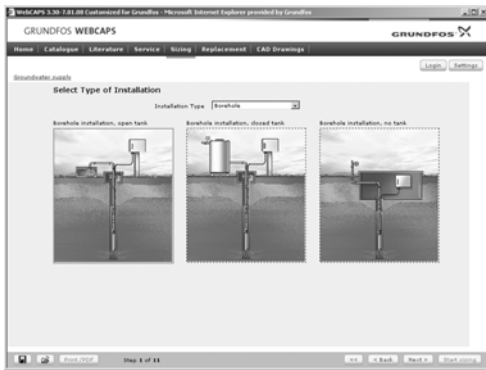 WebCAPS 3.30-7.01.00 Customized for Grundfos - Microsoft Internet Explorer provided by Grundfos
GRUNDFOS WEBCAPS
GRUNDFOS
Home Catalogue Literature Service Sizing Replacement CAD Drawings
Login Settings
Groundwater supply
Select Type of Installation
Installation Type Borehole
Borehole installation, open tank Borehole installation, closed tank Borehole installation, no tank
Print /PDF Step 1 of 11 << < Back Next > Start sizing